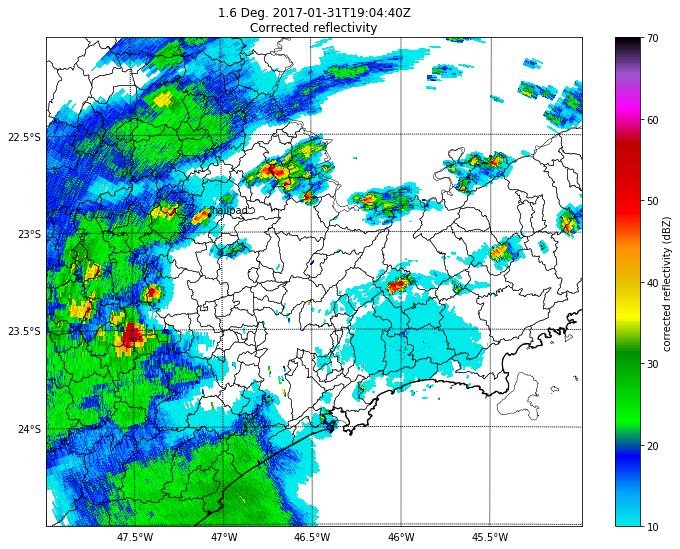 1.6 Deg. 2017-01-31T19:04:40Z
Corrected reflectivity
70
60
50
40
30
20
10
corrected reflectivity (dBZ)
22.5°S
23°S
23.5°S
24°S
47.5°W
47°W
46.5°W
46°W
45.5°W